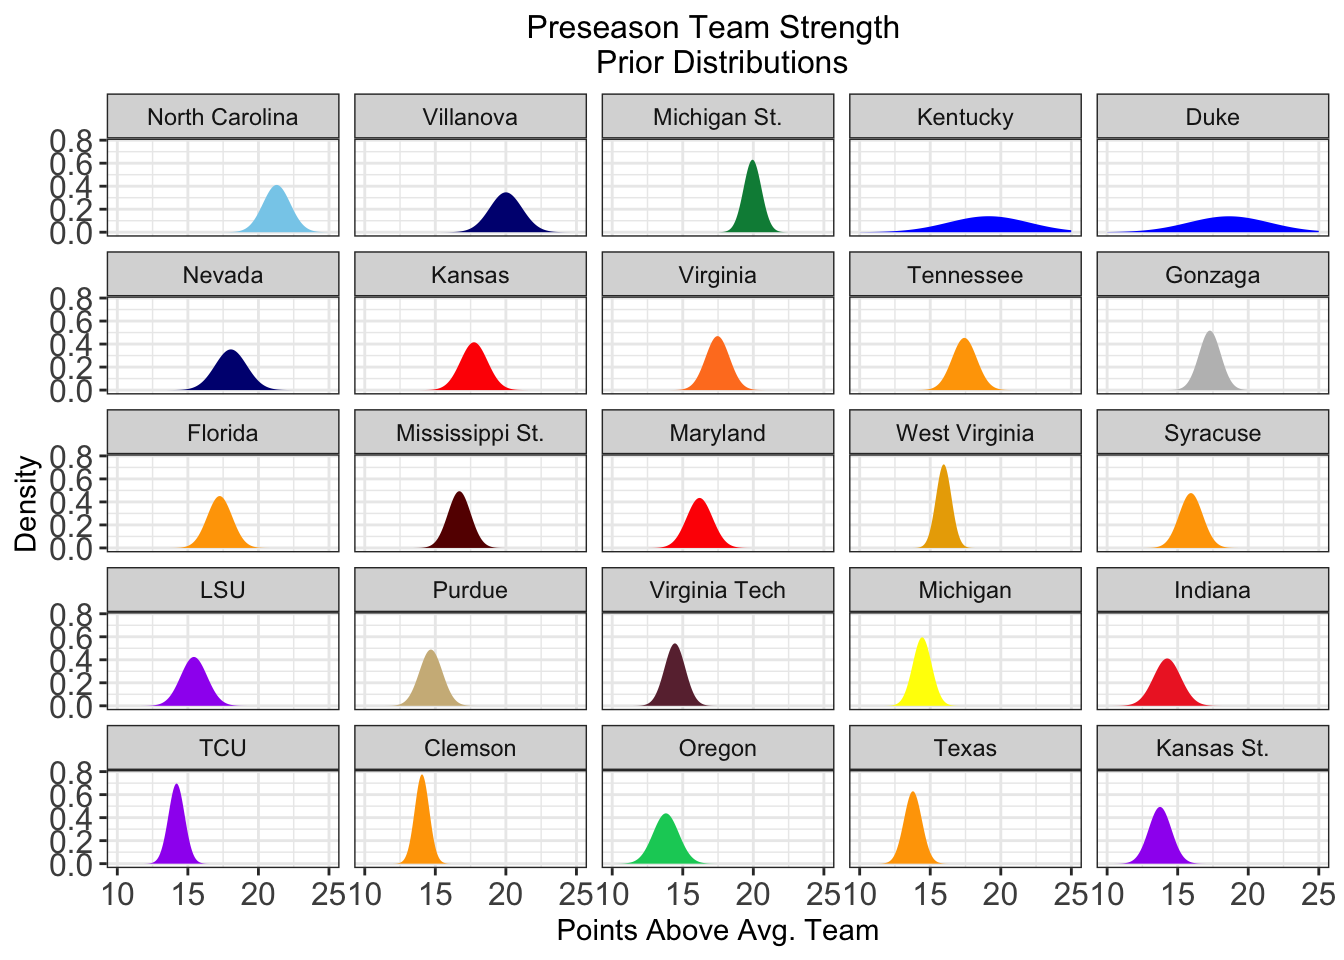 Preseason Team Strength
Prior Distributions
North Carolina Villanova Michigan St. Kentucky Duke
0.8
0.6
0.4
0.2
0.0
Nevada Kansas Virginia Tennessee Gonzaga
0.8
0.6
0.4
0.2
0.0
Florida Mississippi St. Maryland West Virginia Syracuse
0.8
0.6
0.4
0.2
0.0
Density
LSU Purdue Virginia Tech Michigan Indiana
0.8
0.6
0.4
0.2
0.0
TCU Clemson Oregon Texas Kansas St.
0.8
0.6
0.4
0.2
0.0
10 15 20 25 10 15 20 25 10 15 20 25 10 15 20 25 10 15 20 25
Points Above Avg. Team